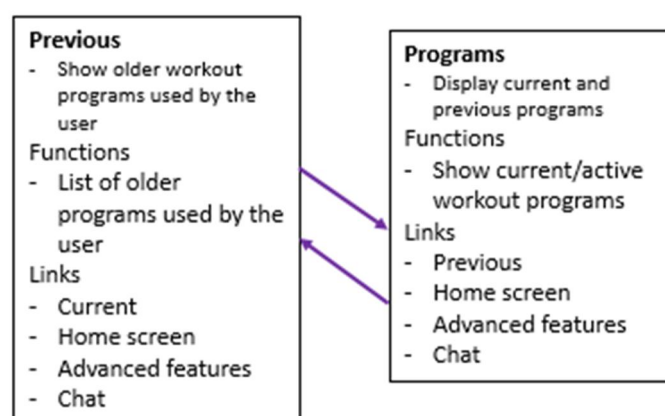 Previous
- Show older workout
programs used by the
user
Functions
- List of older
programs used by the
user
Links
- Current
- Home screen
- Advanced features
- Chat
Programs
- Display current and
previous programs
Functions
- Show current/active
workout programs
Links
- Previous
- Home screen
- Advanced features
- Chat